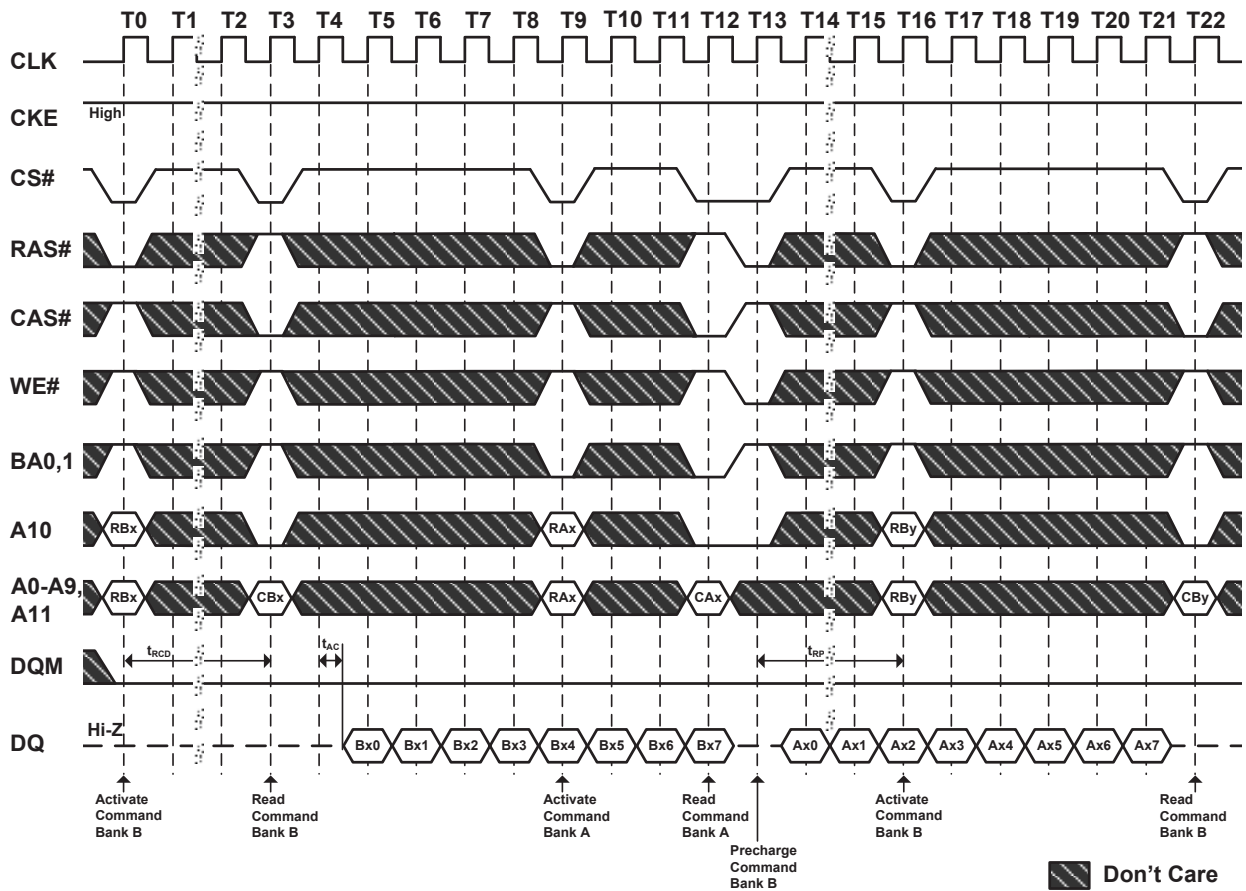 T0 T1 T2 T3 T4 T5 T6 T7 T8 T9 T10 T11 T12 T13 T14 T15 T16 T17 T18 T19 T20 T21 T22
CLK
CKE High
CS#
RAS#
CAS#
WE#
BA0,1
A10 RBx RAx RBy
A0-A9,
A11 RBx CBx RAx CAx RBy CBy
tRCD tAC tRP
DQM
Hi-Z
DQ Bx0 Bx1 Bx2 Bx3 Bx4 Bx5 Bx6 Bx7 Ax0 Ax1 Ax2 Ax3 Ax4 Ax5 Ax6 Ax7
Activate
Command
Bank B
Read
Command
Bank B
Activate
Command
Bank A
Read
Command
Bank A
Precharge
Command
Bank B
Activate
Command
Bank B
Read
Command
Bank B
Don't Care